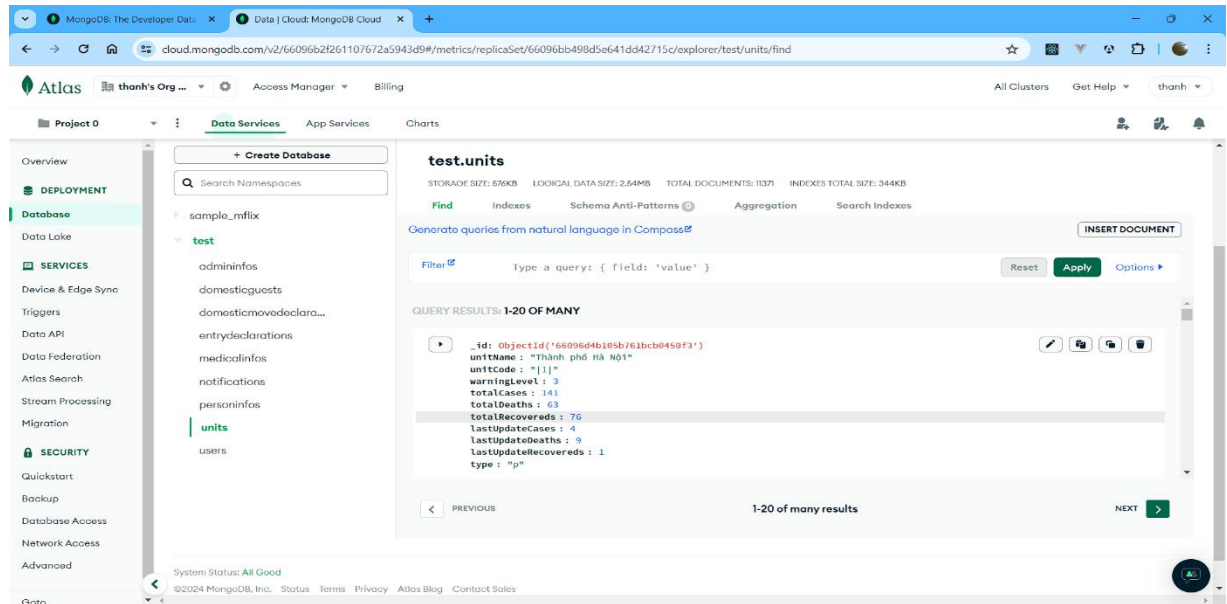 MongoDB: The Developer Data
Data | Cloud: MongoDB Cloud
cloud.mongodb.com/v2/66096b2f261107672a5943d9#/metrics/replicaSet/66096bb498d5e641dd42715c/explorer/test/units/find
Atlas thanh's Org ... Access Manager Billing All Clusters Get Help thanh
Project 0 Data Services App Services Charts
Overview
DEPLOYMENT
Database
Data Lake
SERVICES
Device & Edge Sync
Triggers
Data API
Data Federation
Atlas Search
Stream Processing
Migration
SECURITY
Quickstart
Backup
Database Access
Network Access
Advanced
Goto
+ Create Database
Search Namespaces
sample_mflix
test
admininfos
domesticguests
domesticmovedeclara...
entrydeclarations
medicalinfos
notifications
personinfos
units
users
test.units
STORAGE SIZE: 576KB LOGICAL DATA SIZE: 2.64MB TOTAL DOCUMENTS: 11371 INDEXES TOTAL SIZE: 344KB
Find Indexes Schema Anti-Patterns 0 Aggregation Search Indexes
Generate queries from natural language in Compass
INSERT DOCUMENT
Filter Type a query: { field: 'value' } Reset Apply Options
QUERY RESULTS: 1-20 OF MANY
_id: ObjectId('66096d4b105b761bcb0450f3')
unitName : "Thành phố Hà Nội"
unitCode : "|1|"
warningLevel : 3
totalCases : 141
totalDeaths : 63
totalRecovereds : 76
lastUpdateCases : 4
lastUpdateDeaths : 9
lastUpdateRecovereds : 1
type : "p"
PREVIOUS 1-20 of many results NEXT
System Status: All Good
©2024 MongoDB, Inc. Status Terms Privacy Atlas Blog Contact Sales